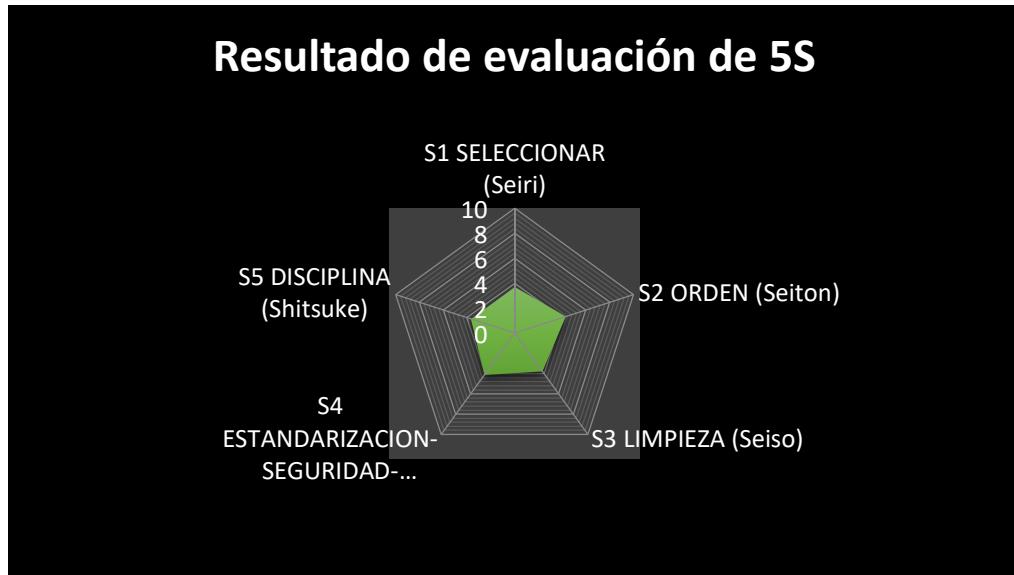 Resultado de evaluación de 5S
S1 SELECCIONAR
(Seiri)
10
8
6
4
2
0
S2 ORDEN (Seiton)
S3 LIMPIEZA (Seiso)
S4
ESTANDARIZACION-
SEGURIDAD-...
S5 DISCIPLINA
(Shitsuke)